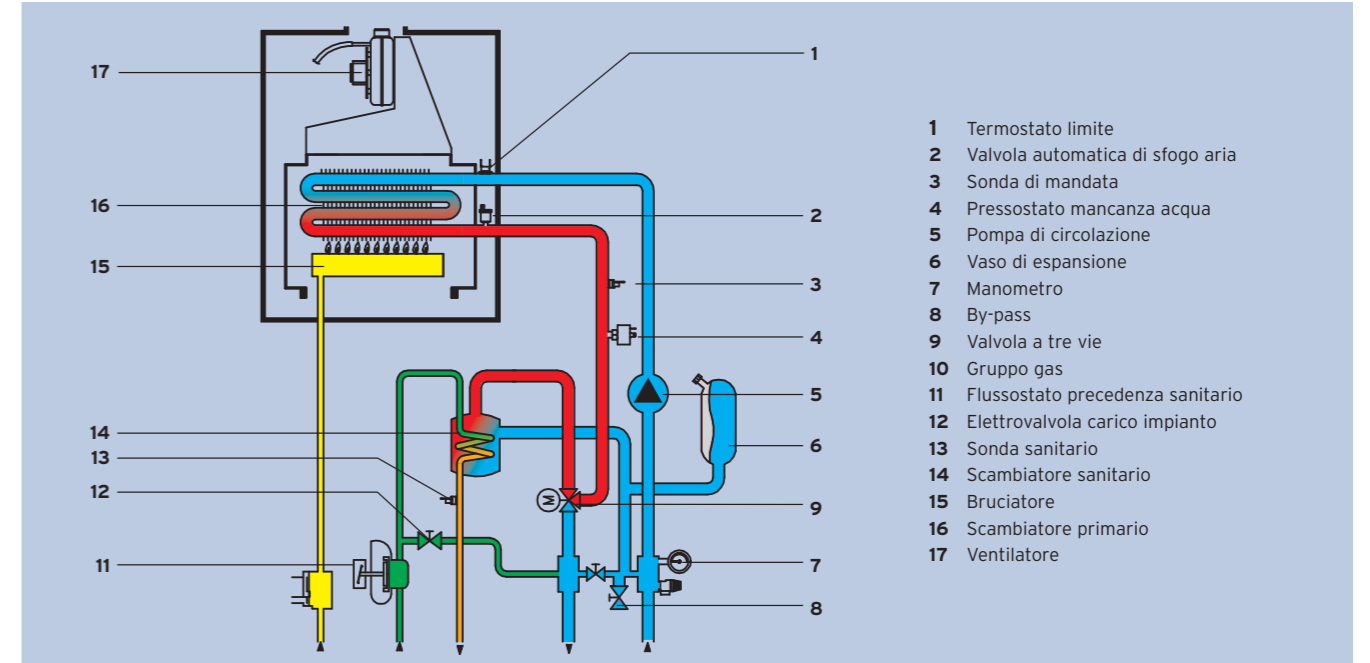 17
16
15
14
13
12
11
M
1
2
3
4
5
6
9
7
8
1 Termostato limite
2 Valvola automatica di sfogo aria
3 Sonda di mandata
4 Pressostato mancanza acqua
5 Pompa di circolazione
6 Vaso di espansione
7 Manometro
8 By-pass
9 Valvola a tre vie
10 Gruppo gas
11 Flussostato precedenza sanitario
12 Elettrovalvola carico impianto
13 Sonda sanitario
14 Scambiatore sanitario
15 Bruciatore
16 Scambiatore primario
17 Ventilatore